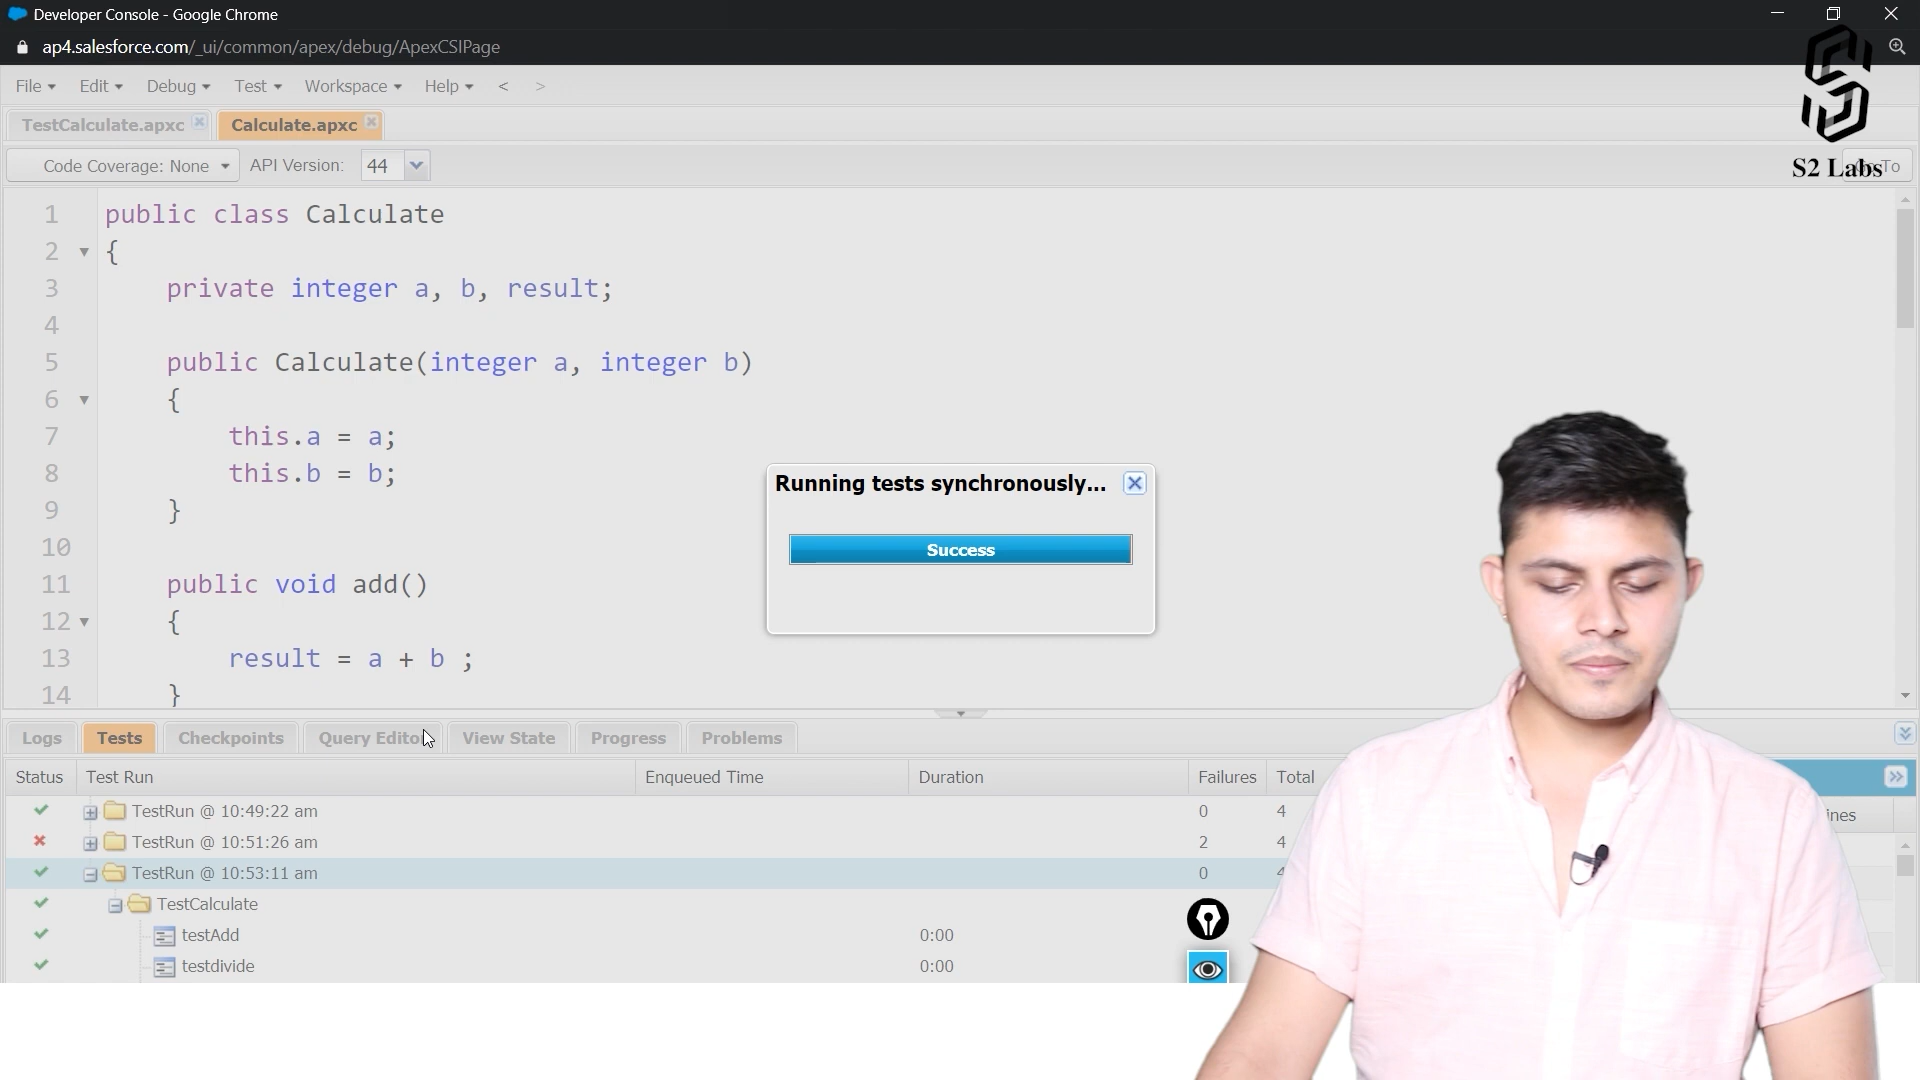 Developer Console - Google Chrome
ap4.salesforce.com/_ui/common/apex/debug/ApexCSIPage
File Edit Debug Test Workspace Help < >
TestCalculate.apxc Calculate.apxc
Code Coverage: None API Version: 44
S2 Labs
To
1 public class Calculate
2 {
3 private integer a, b, result;
4
5 public Calculate(integer a, integer b)
6 {
7 this.a = a;
8 this.b = b;
9 }
10
11 public void add()
12 {
13 result = a + b ;
14 }
Running tests synchronously...
Success
Logs Tests Checkpoints Query Editor View State Progress Problems
Status Test Run Enqueued Time Duration Failures Total
TestRun @ 10:49:22 am 0 4
ines
TestRun @ 10:51:26 am 2 4
TestRun @ 10:53:11 am 0 4
TestCalculate
testAdd 0:00
testdivide 0:00